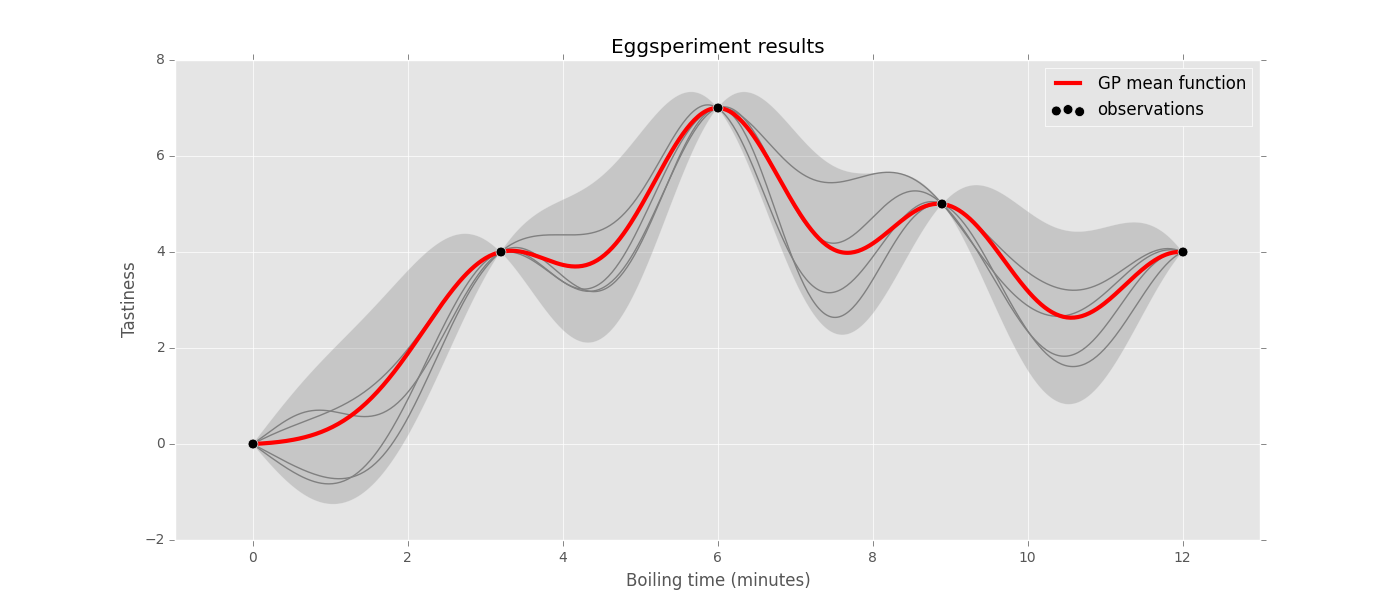 Eggsperiment results
GP mean function
observations
Tastiness
8
6
4
2
0
−2
0 2 4 6 8 10 12
Boiling time (minutes)